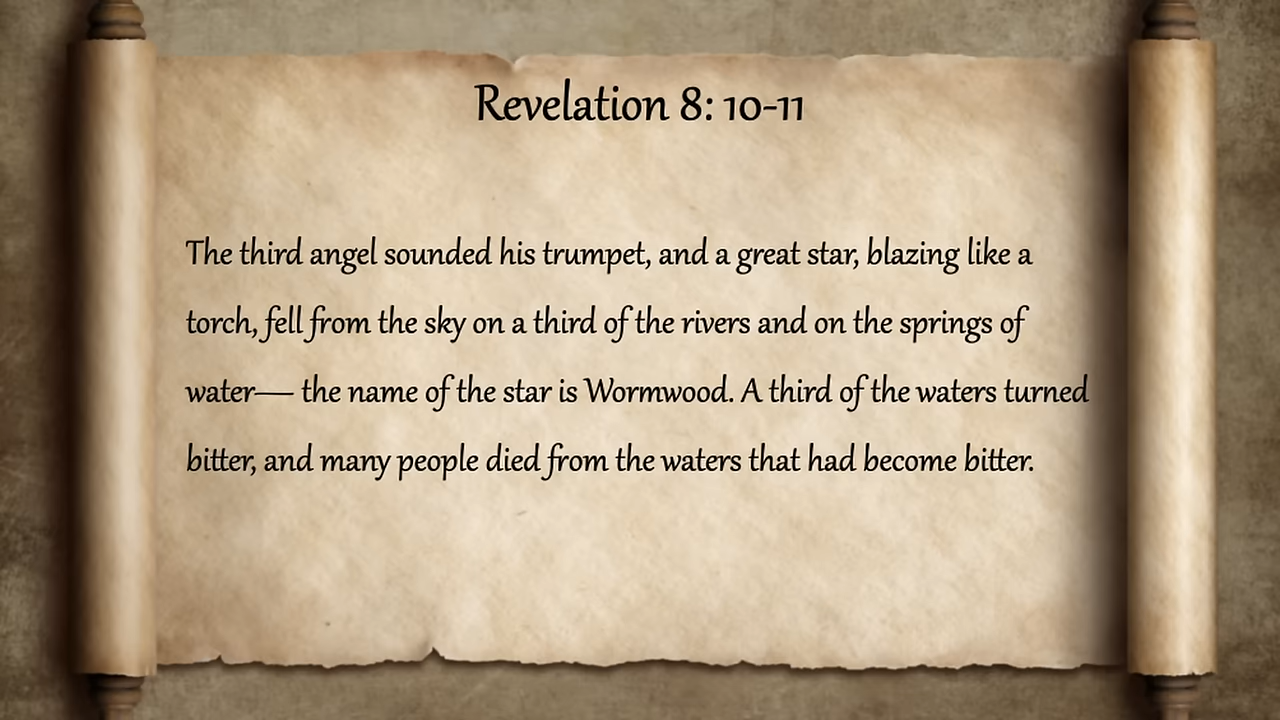 Revelation 8: 10-11
The third angel sounded his trumpet, and a great star, blazing like a
torch, fell from the sky on a third of the rivers and on the springs of
water— the name of the star is Wormwood. A third of the waters turned
bitter, and many people died from the waters that had become bitter.